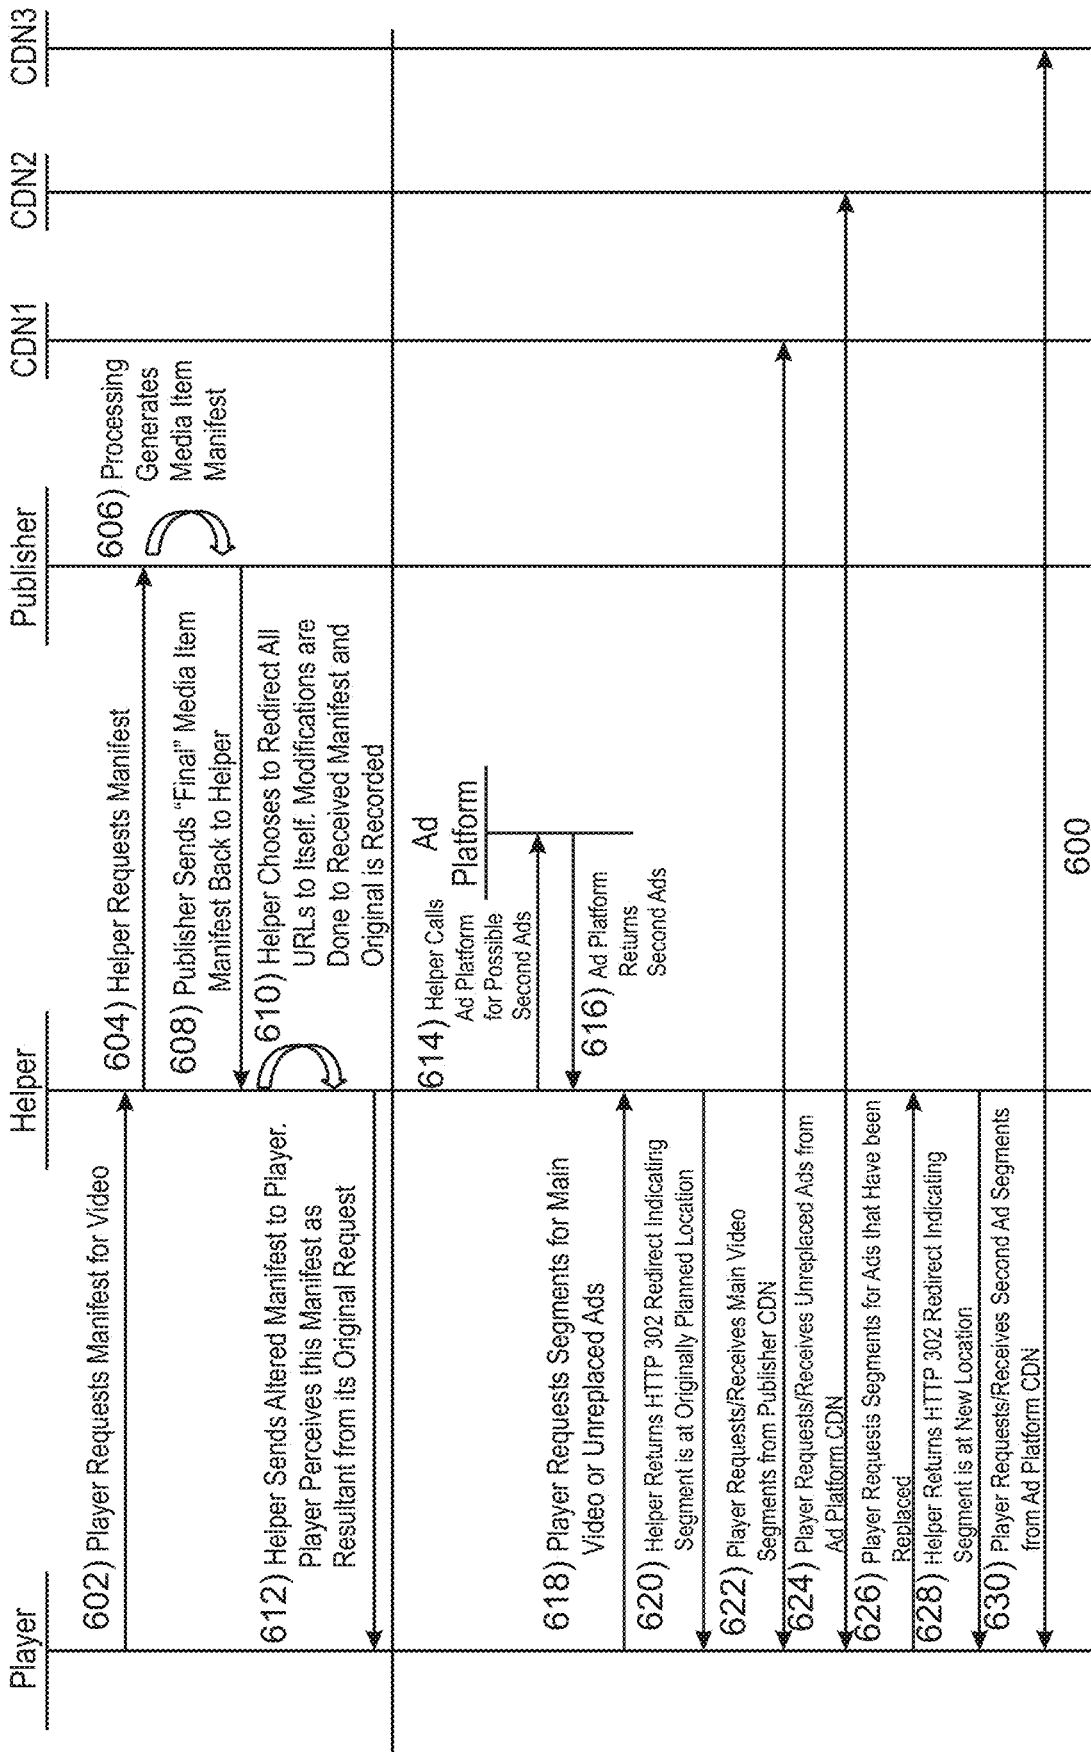 Player
Helper
Publisher
CDN1
CDN2
CDN3
602) Player Requests Manifest for Video
604) Helper Requests Manifest
606) Processing
Generates
Media Item
Manifest
608) Publisher Sends "Final" Media Item
Manifest Back to Helper
610) Helper Chooses to Redirect All
URLs to Itself. Modifications are
Done to Received Manifest and
Original is Recorded
612) Helper Sends Altered Manifest to Player.
Player Perceives this Manifest as
Resultant from its Original Request
Ad
Platform
614) Helper Calls
Ad Platform
for Possible
Second Ads
616) Ad Platform
Returns
Second Ads
618) Player Requests Segments for Main
Video or Unreplaced Ads
620) Helper Returns HTTP 302 Redirect Indicating
Segment is at Originally Planned Location
622) Player Requests/Receives Main Video
Segments from Publisher CDN
624) Player Requests/Receives Unreplaced Ads from
Ad Platform CDN
626) Player Requests Segments for Ads that Have been
Replaced
628) Helper Returns HTTP 302 Redirect Indicating
Segment is at New Location
630) Player Requests/Receives Second Ad Segments
from Ad Platform CDN
600